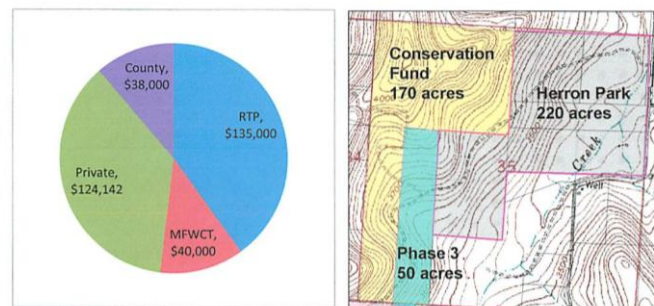 County,
$38,000
RTP,
$135,000
Private,
$124,142
MFWCT,
$40,000
Conservation
Fund
170 acres
Herron Park
220 acres
35
Creek
Well
Phase 3
50 acres